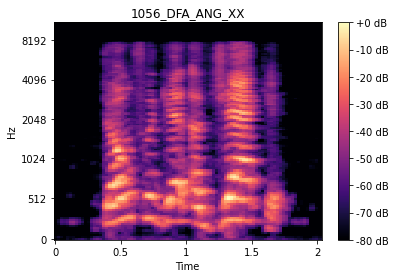 1056_DFA_ANG_XX
+0 dB
8192
-10 dB
4096
-20 dB
-30 dB
2048
-40 dB
Hz
1024
-50 dB
512
-60 dB
-70 dB
0
-80 dB
0 0.5 1 1.5 2
Time